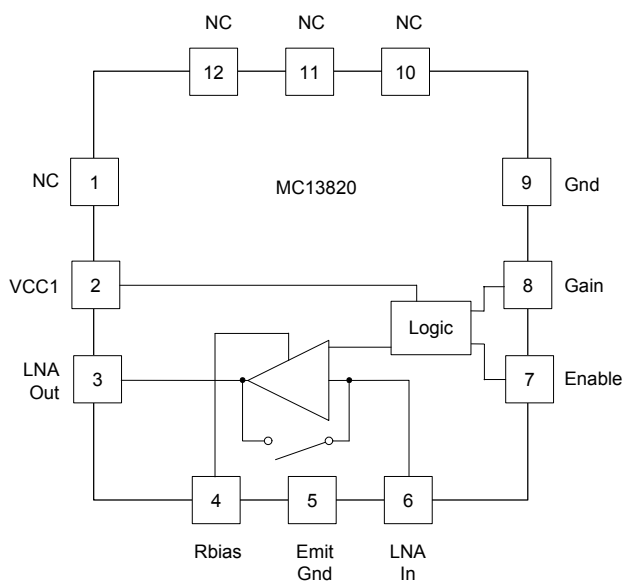 NC NC NC
12 11 10
NC 1 MC13820 9 Gnd
VCC1 2 8 Gain
Logic
LNA
Out
3 7 Enable
4 5 6
Rbias Emit LNA
Gnd In